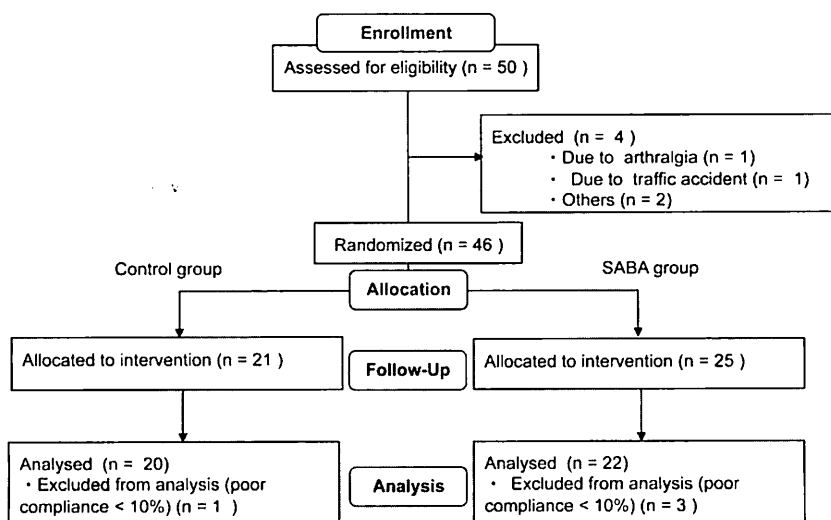 Enrollment
Assessed for eligibility (n = 50 )
Excluded (n = 4 )
・Due to arthralgia (n = 1)
・ Due to traffic accident (n = 1)
・Others (n = 2)
Randomized (n = 46 )
Control group
SABA group
Allocation
Allocated to intervention (n = 21 )
Follow-Up
Allocated to intervention (n = 25 )
Analysed (n = 20)
・Excluded from analysis (poor
compliance < 10%) (n = 1 )
Analysis
Analysed (n = 22)
・ Excluded from analysis (poor
compliance < 10%) (n = 3 )